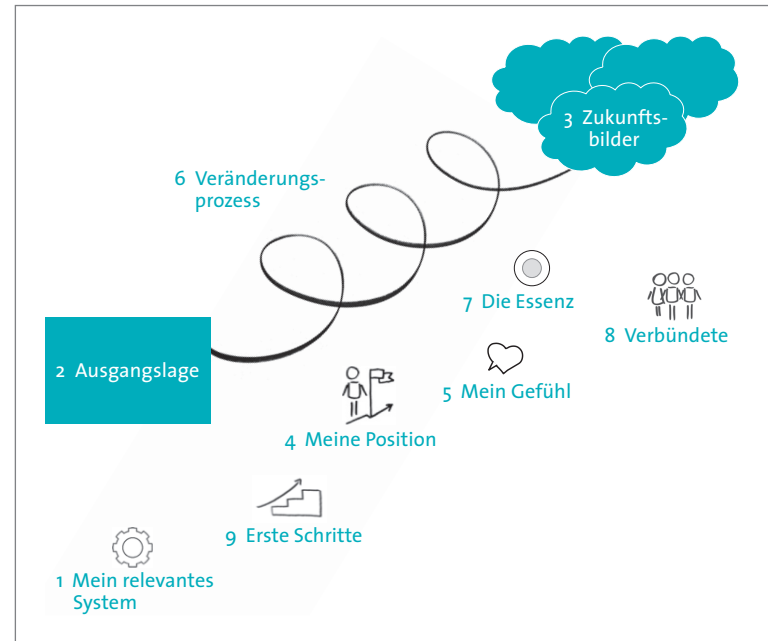 3 Zukunfts-
bilder
6 Veränderungs-
prozess
7 Die Essenz
8 Verbündete
2 Ausgangslage
5 Mein Gefühl
4 Meine Position
9 Erste Schritte
1 Mein relevantes
System